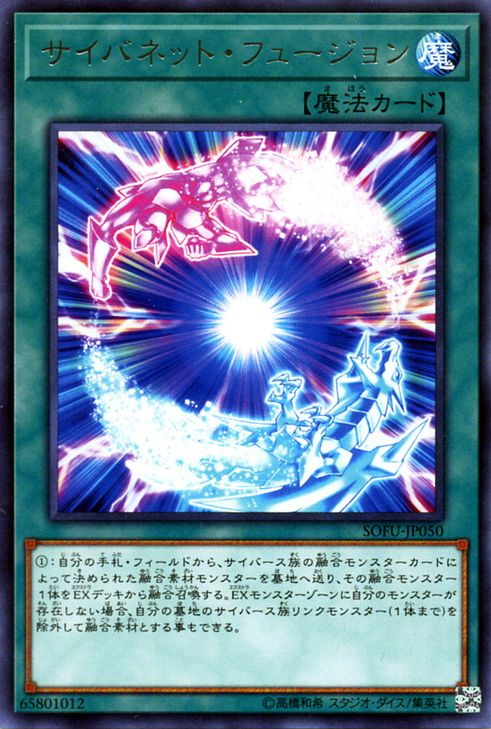 サイバネット・フュージョン 魔
【魔法カード】
SOFU-JP050
①：自分の手札・フィールドから、サイバース族の融合モンスターカードに
よって決められた融合素材モンスターを墓地へ送り、その融合モンスター
1体をEXデッキから融合召喚する。EXモンスターゾーンに自分のモンスターが
存在しない場合、自分の墓地のサイバース族リンクモンスター(1体まで)を
除外して融合素材とする事もできる。
65801012 ©高橋和希 スタジオ・ダイス/集英社